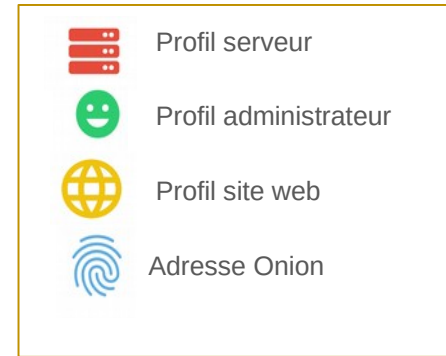 Profil serveur
Profil administrateur
Profil site web
Adresse Onion